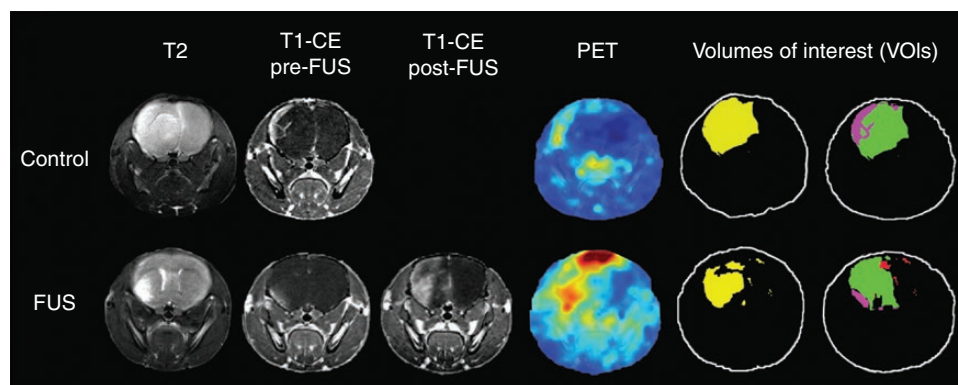 T2
T1-CE
pre-FUS
T1-CE
post-FUS
PET
Volumes of interest (VOIs)
Control
FUS